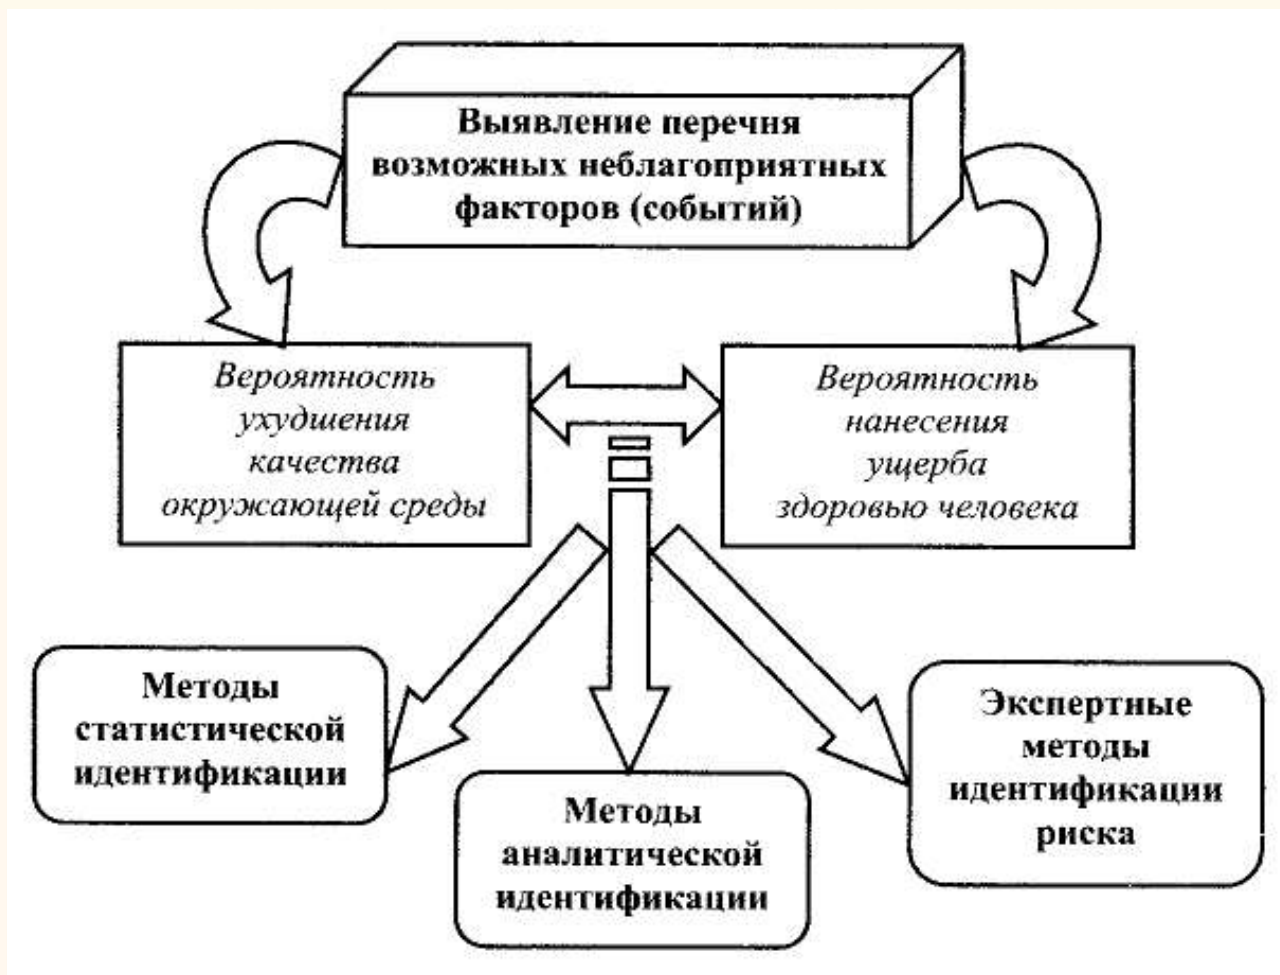 Выявление перечня
возможных неблагоприятных
факторов (событий)
Вероятность
ухудшения
качества
окружающей среды
Вероятность
нанесения
ущерба
здоровью человека
Методы
статистической
идентификации
Методы
аналитической
идентификации
Экспертные
методы
идентификации
риска